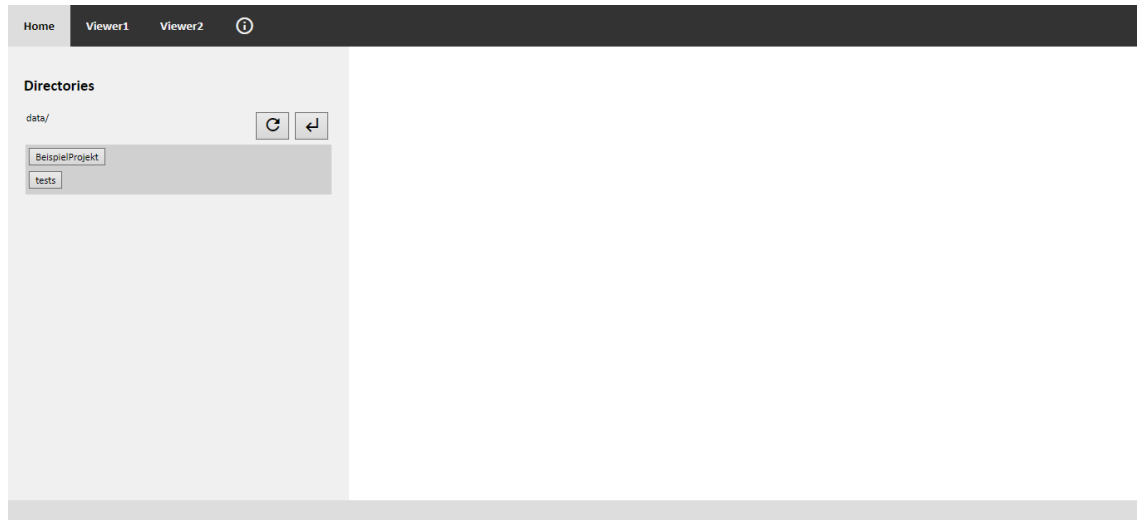 Home Viewer1 Viewer2
Directories
data/
BeispielProjekt
tests